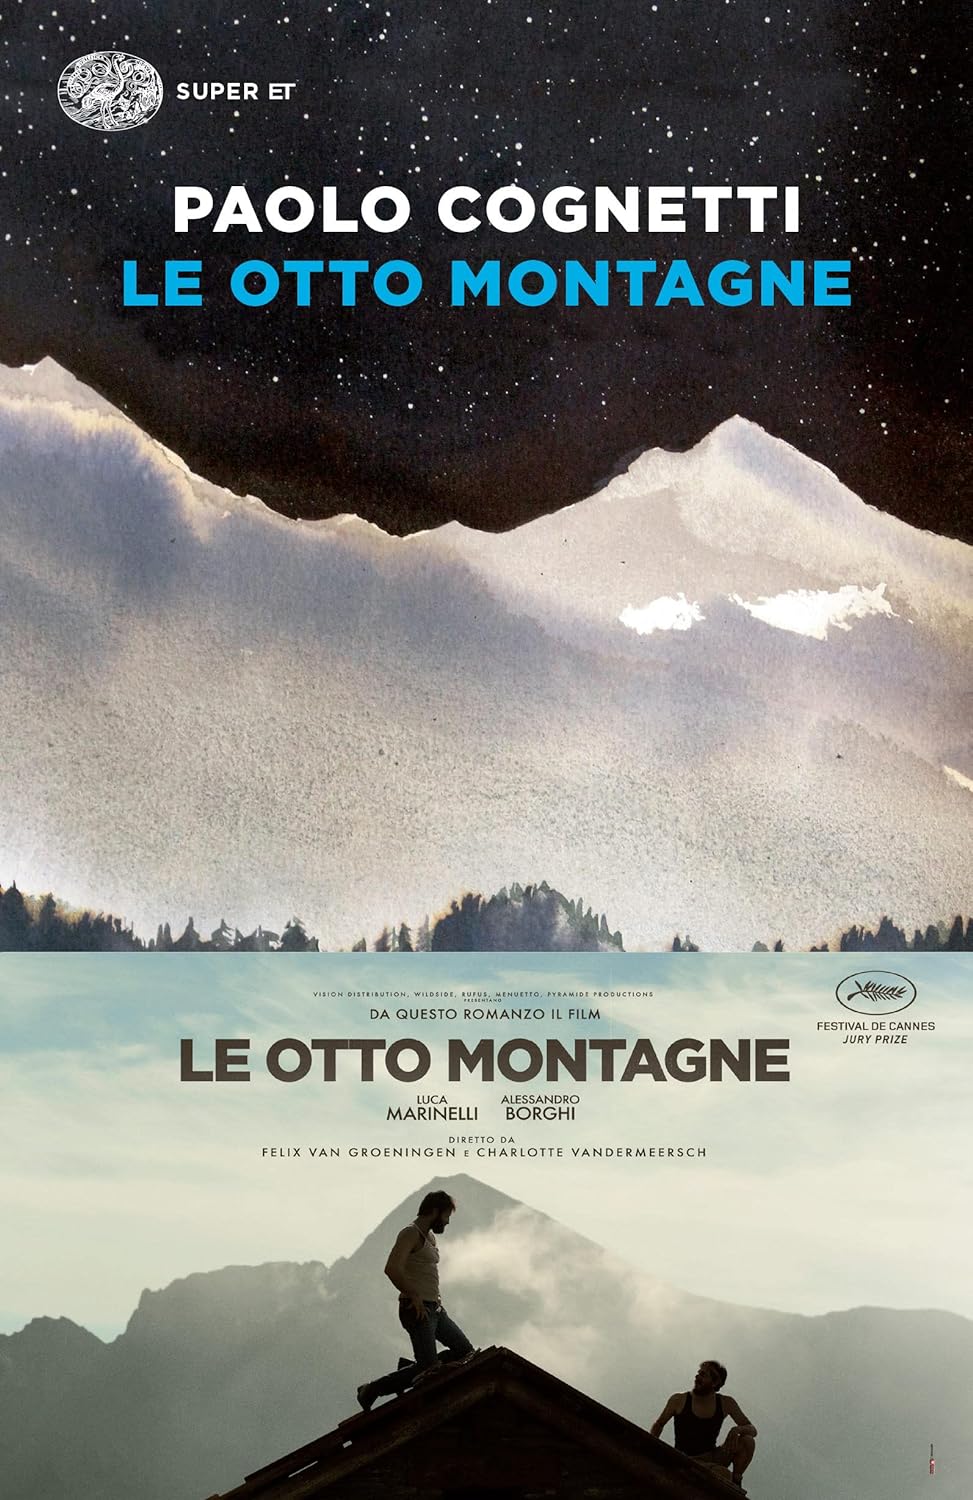 SUPER ET
PAOLO COGNETTI
LE OTTO MONTAGNE
VISION DISTRIBUTION, WILDSIDE, RUFUS, MENUETTO, PYRAMIDE PRODUCTIONS
PRESENTANO
DA QUESTO ROMANZO IL FILM
FESTIVAL DE CANNES
JURY PRIZE
LE OTTO MONTAGNE
LUCA ALESSANDRO
MARINELLI BORGHI
DIRETTO DA
FELIX VAN GROENINGEN E CHARLOTTE VANDERMEERSCH